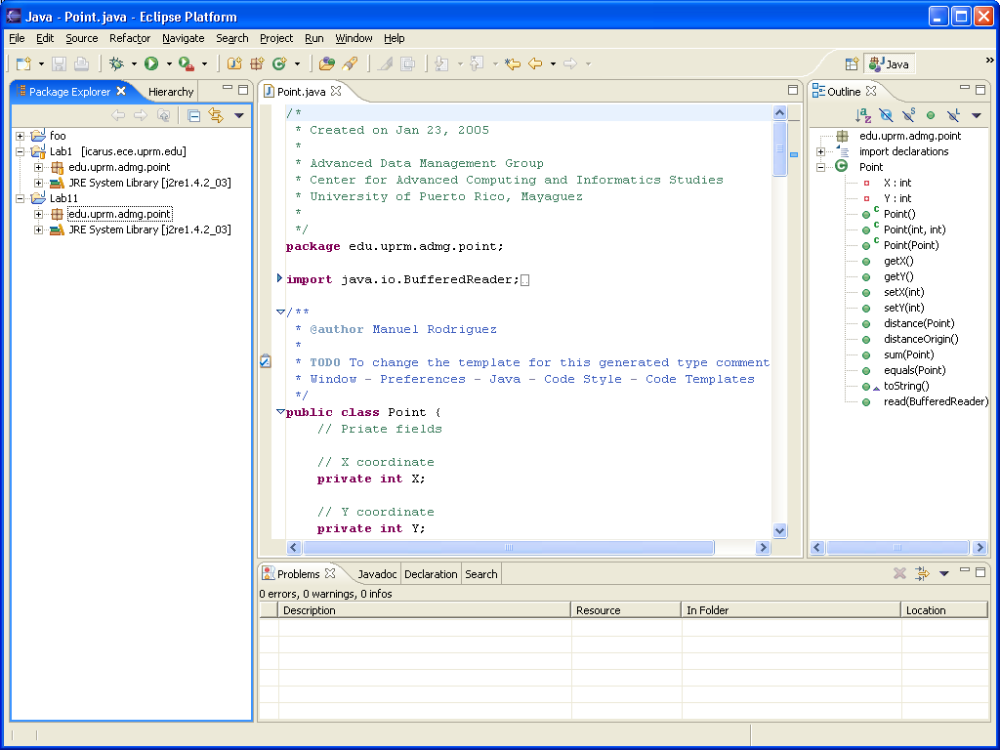 Java - Point.java - Eclipse Platform
File Edit Source Refactor Navigate Search Project Run Window Help
Java
Package Explorer
Hierarchy
foo
Lab1 [icarus.ece.uprm.edu]
edu.uprm.admg.point
JRE System Library [j2re1.4.2_03]
Lab11
edu.uprm.admg.point
JRE System Library [j2re1.4.2_03]
Point.java
/*
* Created on Jan 23, 2005
*
* Advanced Data Management Group
* Center for Advanced Computing and Informatics Studies
* University of Puerto Rico, Mayaguez
*
*/
package edu.uprm.admg.point;
import java.io.BufferedReader;
/**
* @author Manuel Rodriguez
*
* TODO To change the template for this generated type comment
* Window - Preferences - Java - Code Style - Code Templates
*/
public class Point {
// Priate fields
// X coordinate
private int X;
// Y coordinate
private int Y;
Outline
edu.uprm.admg.point
import declarations
Point
X : int
Y : int
Point()
Point(int, int)
Point(Point)
getX()
getY()
setX(int)
setY(int)
distance(Point)
distanceOrigin()
sum(Point)
equals(Point)
toString()
read(BufferedReader)
Problems
Javadoc
Declaration
Search
0 errors, 0 warnings, 0 infos
Description Resource In Folder Location